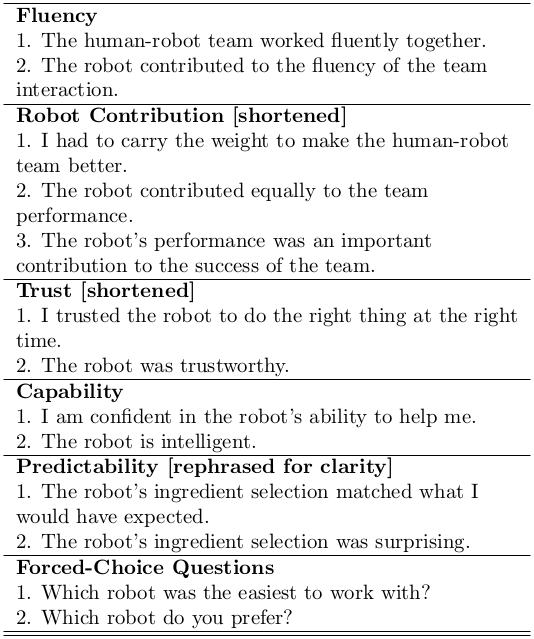 Fluency
1. The human-robot team worked fluently together.
2. The robot contributed to the fluency of the team
interaction.
Robot Contribution [shortened]
1. I had to carry the weight to make the human-robot
team better.
2. The robot contributed equally to the team
performance.
3. The robot's performance was an important
contribution to the success of the team.
Trust [shortened]
1. I trusted the robot to do the right thing at the right
time.
2. The robot was trustworthy.
Capability
1. I am confident in the robot's ability to help me.
2. The robot is intelligent.
Predictability [rephrased for clarity]
1. The robot's ingredient selection matched what I
would have expected.
2. The robot's ingredient selection was surprising.
Forced-Choice Questions
1. Which robot was the easiest to work with?
2. Which robot do you prefer?